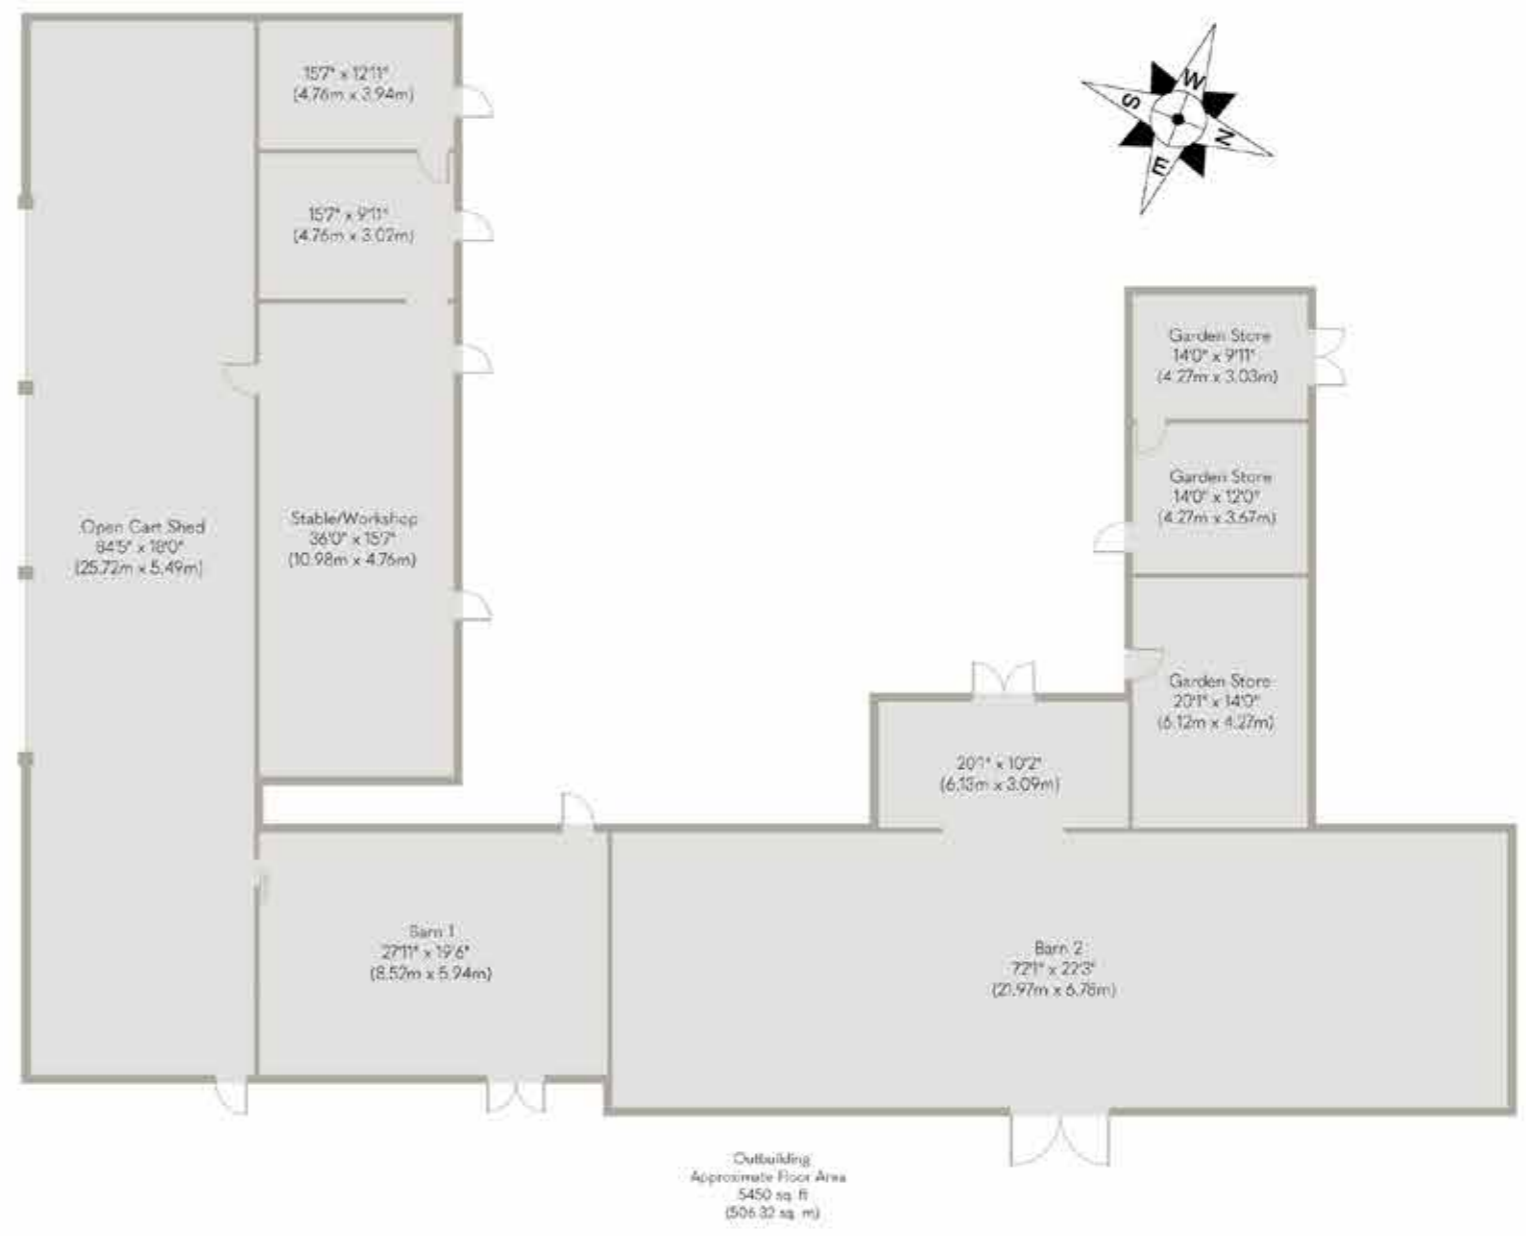 15'7" x 12'11"
(4.76m x 3.94m)
W
S
N
E
15'7" x 9'11"
(4.76m x 3.02m)
Garden Store
14'0" x 9'11"
(4.27m x 3.03m)
Garden Store
14'0" x 12'0"
(4.27m x 3.67m)
Open Cart Shed
84'5" x 18'0"
(25.72m x 5.49m)
Stable/Workshop
36'0" x 15'7"
(10.98m x 4.76m)
Garden Store
20'1" x 14'0"
(6.12m x 4.27m)
20'1" x 10'2"
(6.13m x 3.09m)
Barn 1
27'11" x 19'6"
(8.52m x 5.94m)
Barn 2
72'1" x 22'3"
(21.97m x 6.78m)
Outbuilding
Approximate Floor Area
5450 sq. ft
(506.32 sq. m)